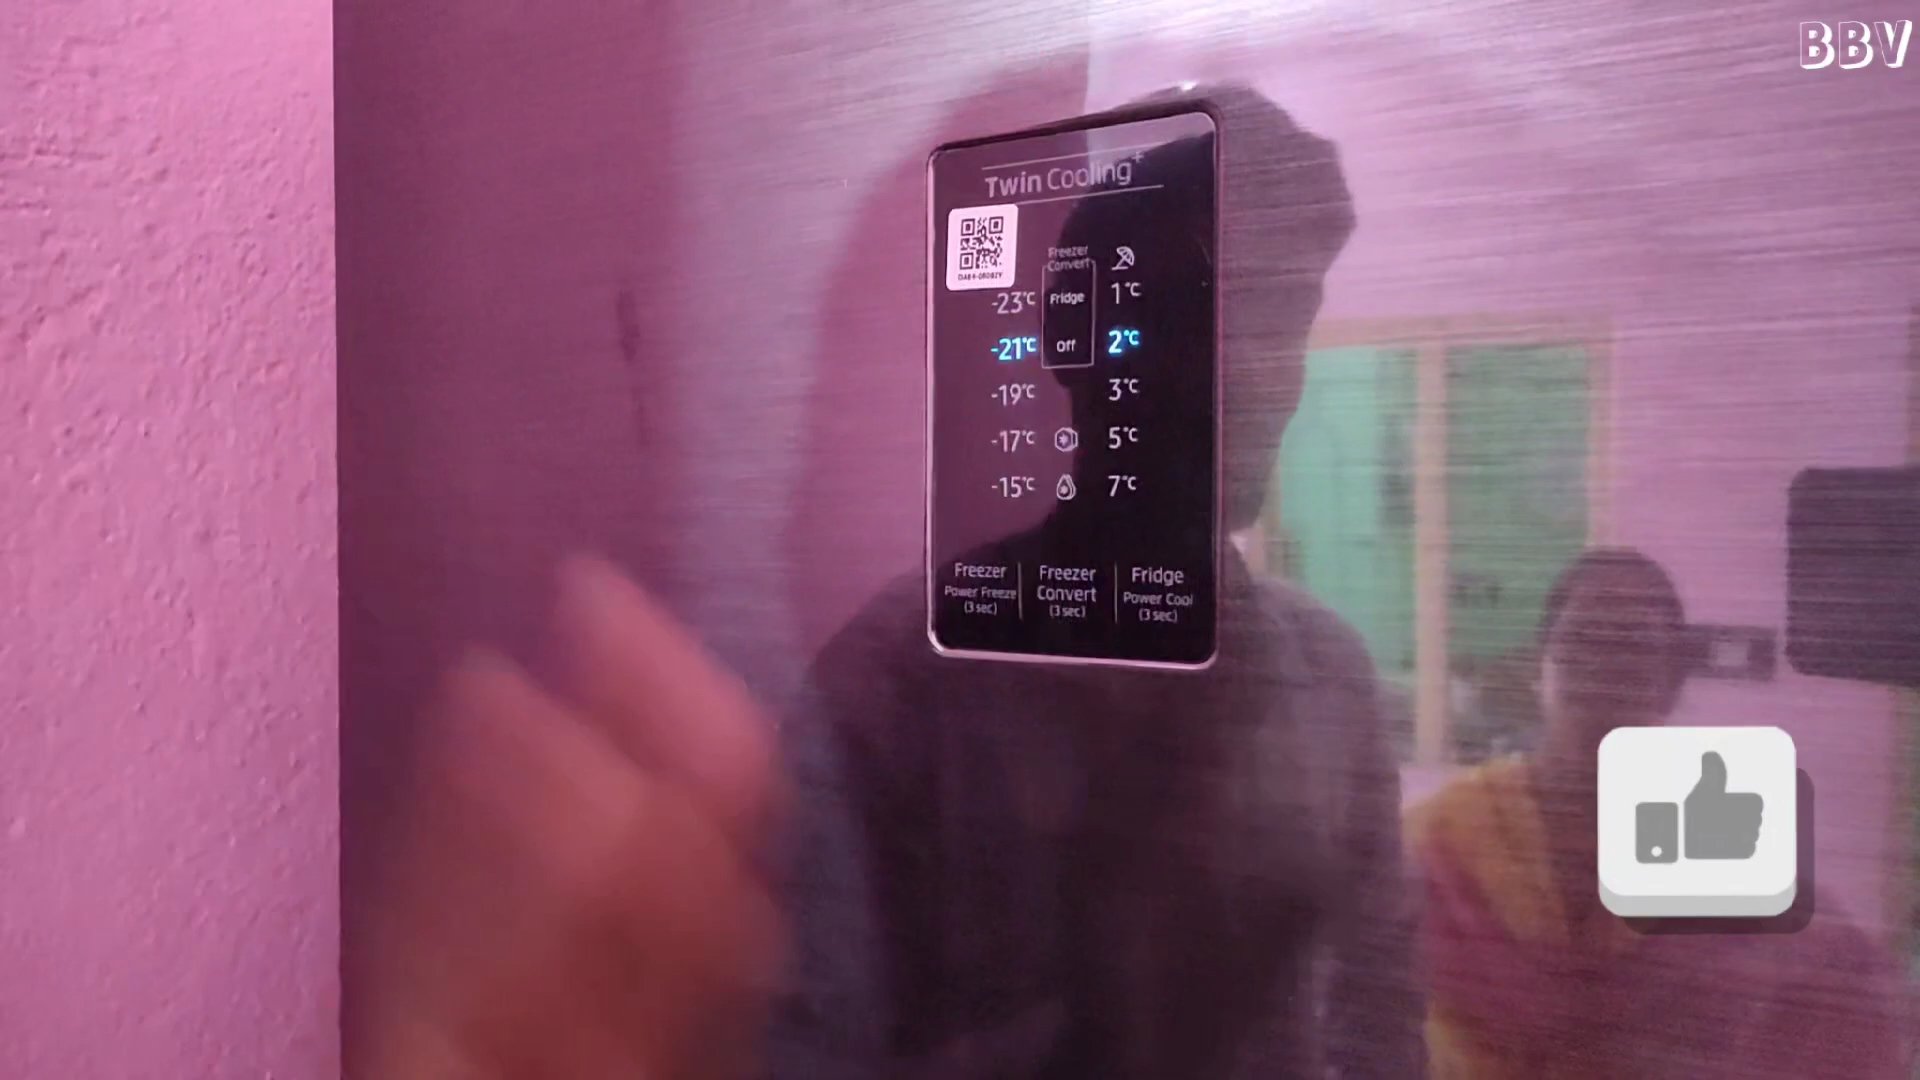 BBV
Twin Cooling+
Freezer
Convert
-23°C Fridge 1°C
-21°C Off 2°C
-19°C 3°C
-17°C 5°C
-15°C 7°C
Freezer
Power Freeze
(3 sec)
Freezer
Convert
(3 sec)
Fridge
Power Cool
(3 sec)